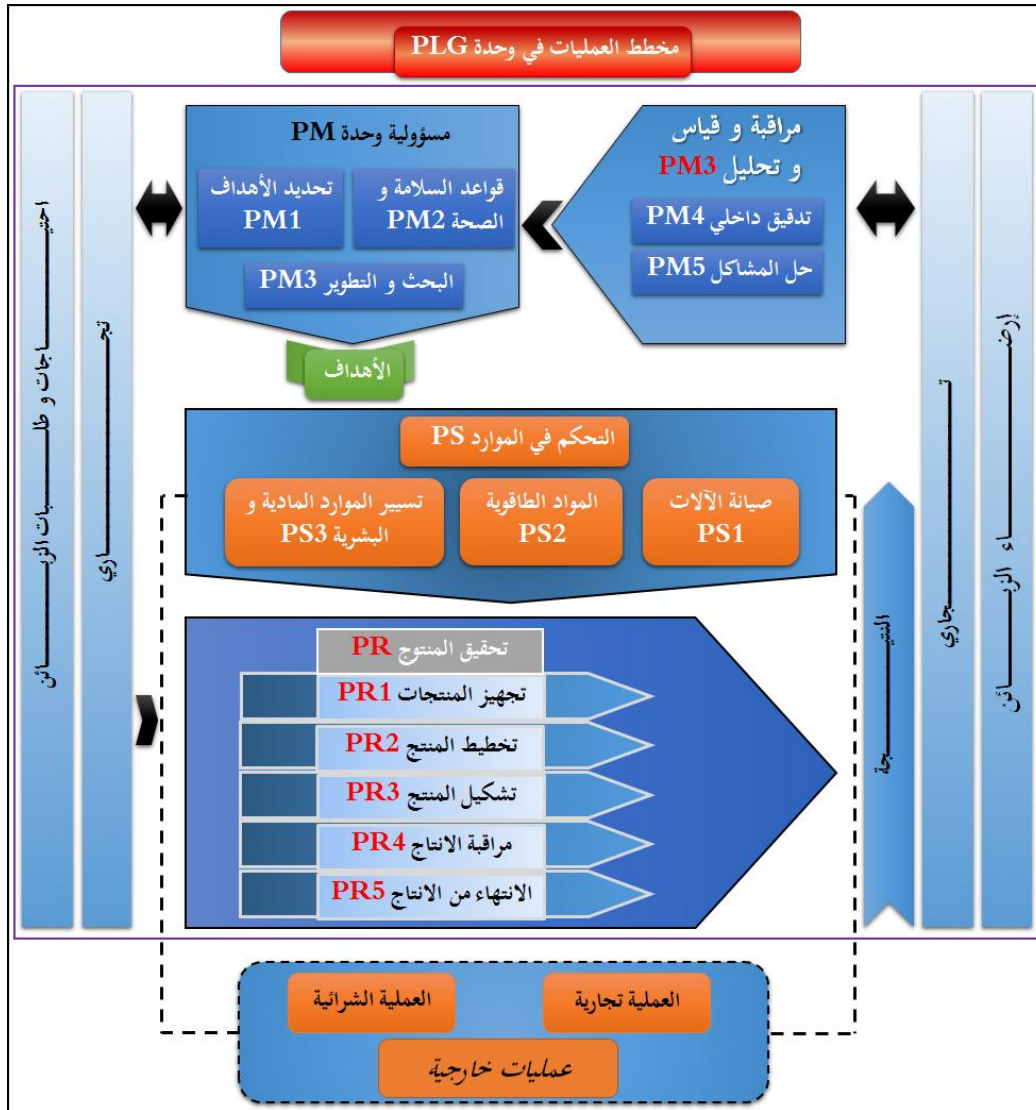 مخطط العمليات في وحدة PLG
إرضاء الزبائن
تجاري
النتيجة
مراقبة و قياس
و تحليل PM3
تدقيق داخلي PM4
حل المشاكل PM5
مسؤولية وحدة PM
قواعد السلامة و
الصحة PM2
تحديد الأهداف
PM1
البحث و التطوير PM3
الأهداف
التحكم في الموارد PS
صيانة الآلات
PS1
المواد الطاقوية
PS2
تسيير الموارد المادية و
البشرية PS3
تحقيق المنتوج PR
تجهيز المنتجات PR1
تخطيط المنتج PR2
تشكيل المنتج PR3
مراقبة الانتاج PR4
الانتهاء من الانتاج PR5
تجاري
احتياجات و طلبات الزبائن
العملية تجارية
العملية الشرائية
عمليات خارجية